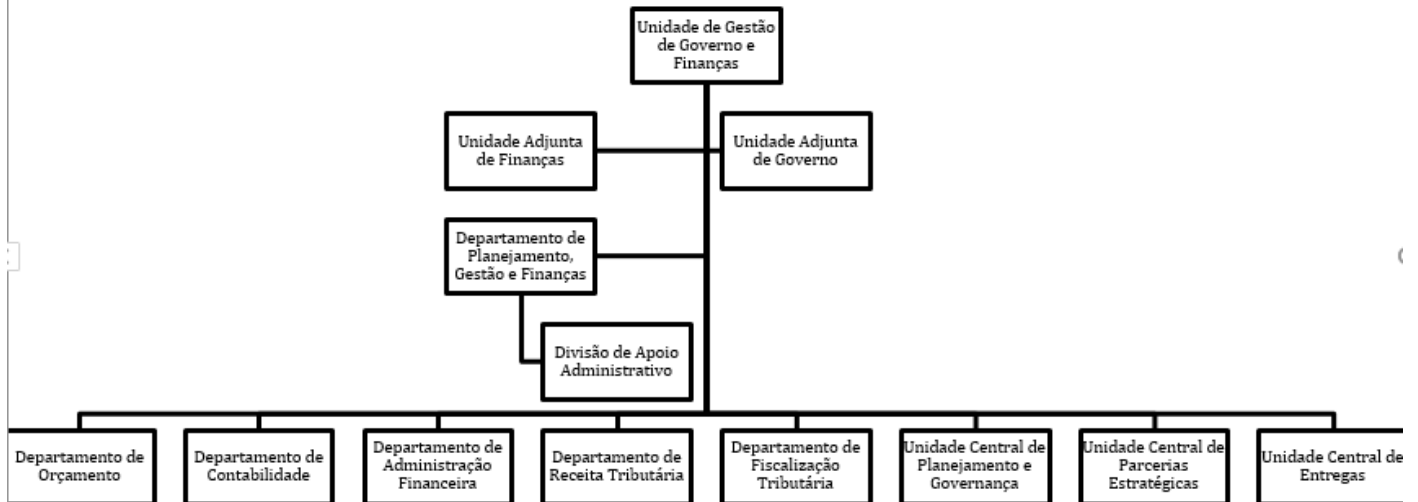 Unidade de Gestão
de Governo e
Finanças
Unidade Adjunta
de Finanças
Unidade Adjunta
de Governo
Departamento de
Planejamento,
Gestão e Finanças
Divisão de Apoio
Administrativo
Departamento de
Orçamento
Departamento de
Contabilidade
Departamento de
Administração
Financeira
Departamento de
Receita Tributária
Departamento de
Fiscalização
Tributária
Unidade Central de
Planejamento e
Governança
Unidade Central de
Parcerias
Estratégicas
Unidade Central de
Entregas